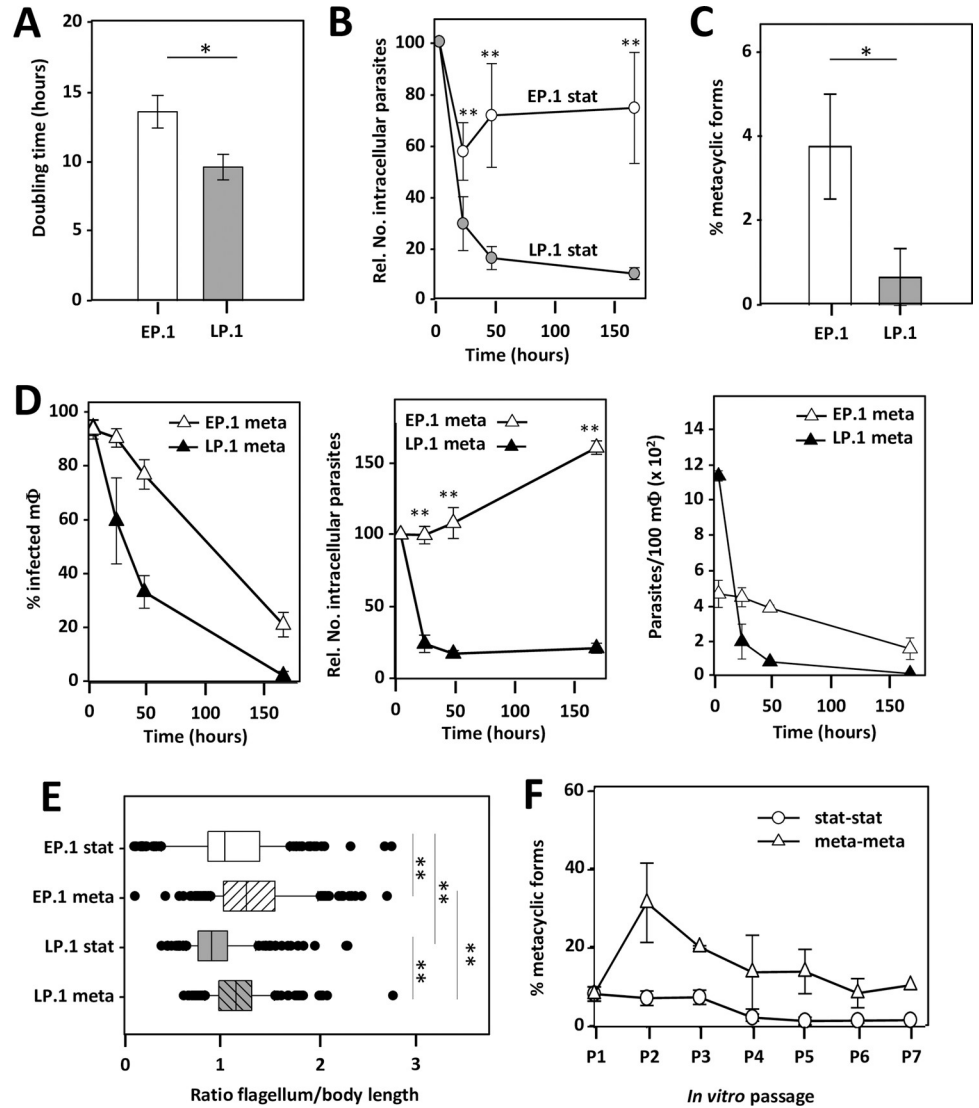 A
Doubling time (hours)
20
15
10
5
0
*
EP.1
LP.1
B
Rel. No. intracellular parasites
100
80
60
40
20
0
**
**
**
EP.1 stat
LP.1 stat
0
50
100
150
Time (hours)
C
% metacyclic forms
6
4
2
0
*
EP.1
LP.1
D
% infected mΦ
100
80
60
40
20
0
EP.1 meta
LP.1 meta
0
50
100
150
Time (hours)
Rel. No. intracellular parasites
150
100
50
0
EP.1 meta
LP.1 meta
**
**
**
0
50
100
150
Time (hours)
Parasites/100 mΦ (x 10²)
14
12
10
8
6
4
2
0
EP.1 meta
LP.1 meta
0
50
100
150
Time (hours)
E
EP.1 stat
EP.1 meta
LP.1 stat
LP.1 meta
**
**
**
**
0
1
2
3
Ratio flagellum/body length
F
% metacyclic forms
60
40
20
0
stat-stat
meta-meta
P1
P2
P3
P4
P5
P6
P7
In vitro passage